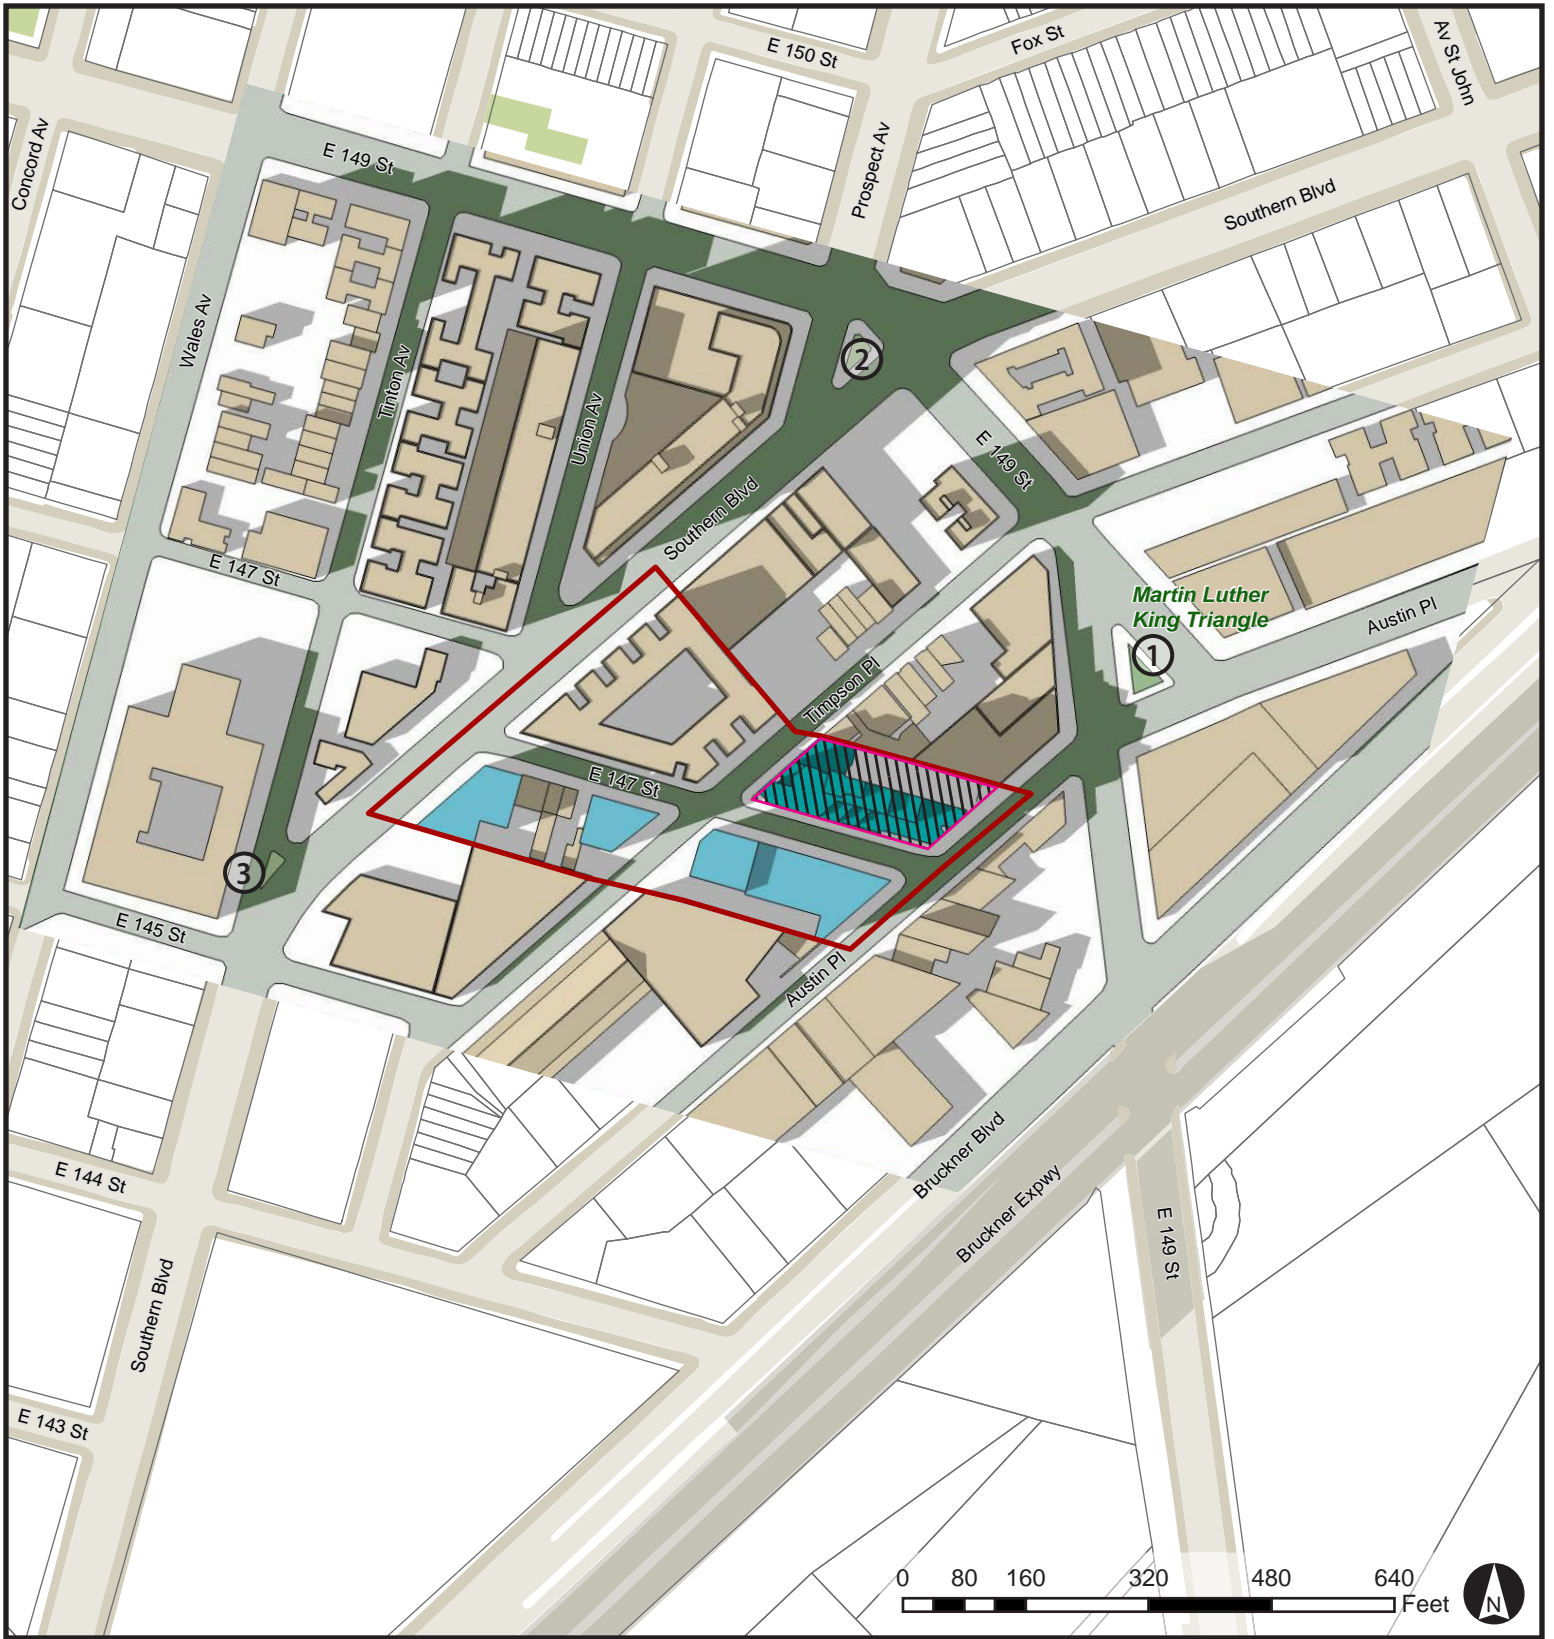 E 150 St
Fox St
Av St John
Concord Av
Prospect Av
E 149 St
Southern Blvd
Wales Av
2
Tinton Av
Union Av
E 149 St
Southern Blvd
E 147 St
Martin Luther
King Triangle
Austin Pl
1
Timpson Pl
E 147 St
3
E 145 St
Austin Pl
Bruckner Blvd
E 144 St
Bruckner Expwy
E 149 St
Southern Blvd
E 143 St
0 80 160 320 480 640
Feet
N